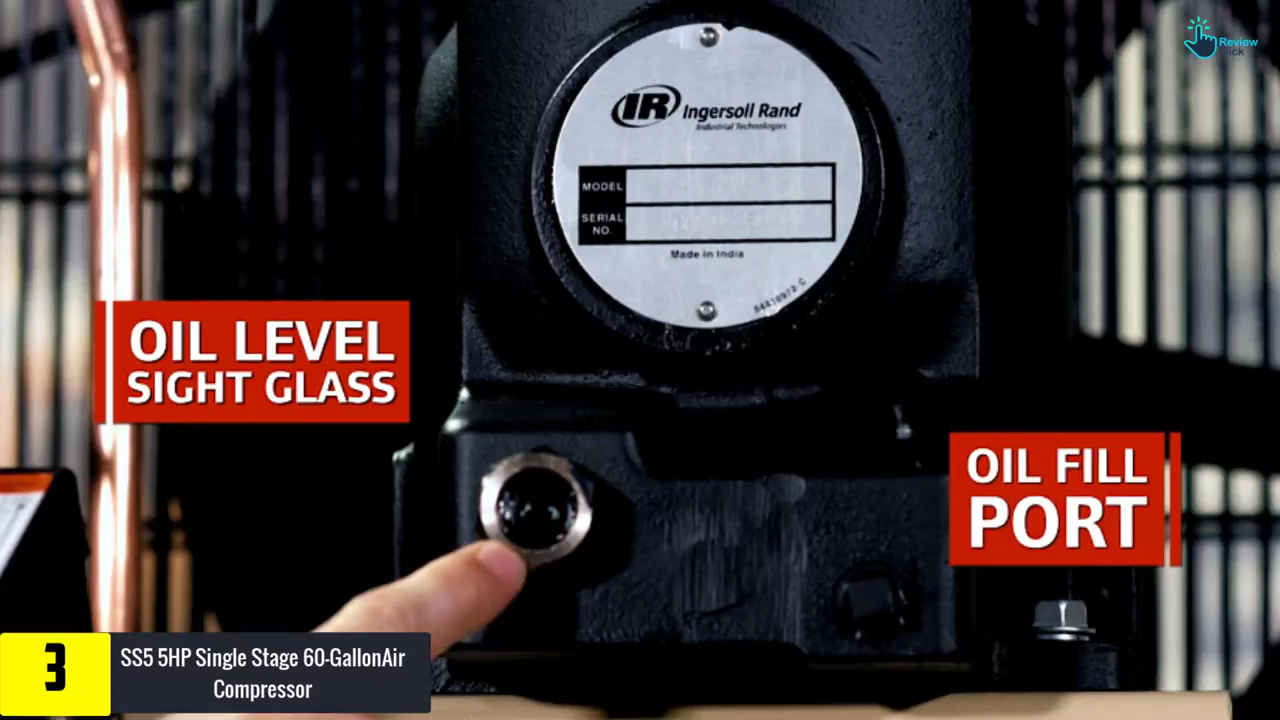 Review
IR Ingersoll Rand
Industrial Technologies
MODEL
SERIAL
NO.
Made in India
OIL LEVEL
SIGHT GLASS
OIL FILL
PORT
3
SS5 5HP Single Stage 60-GallonAir
Compressor